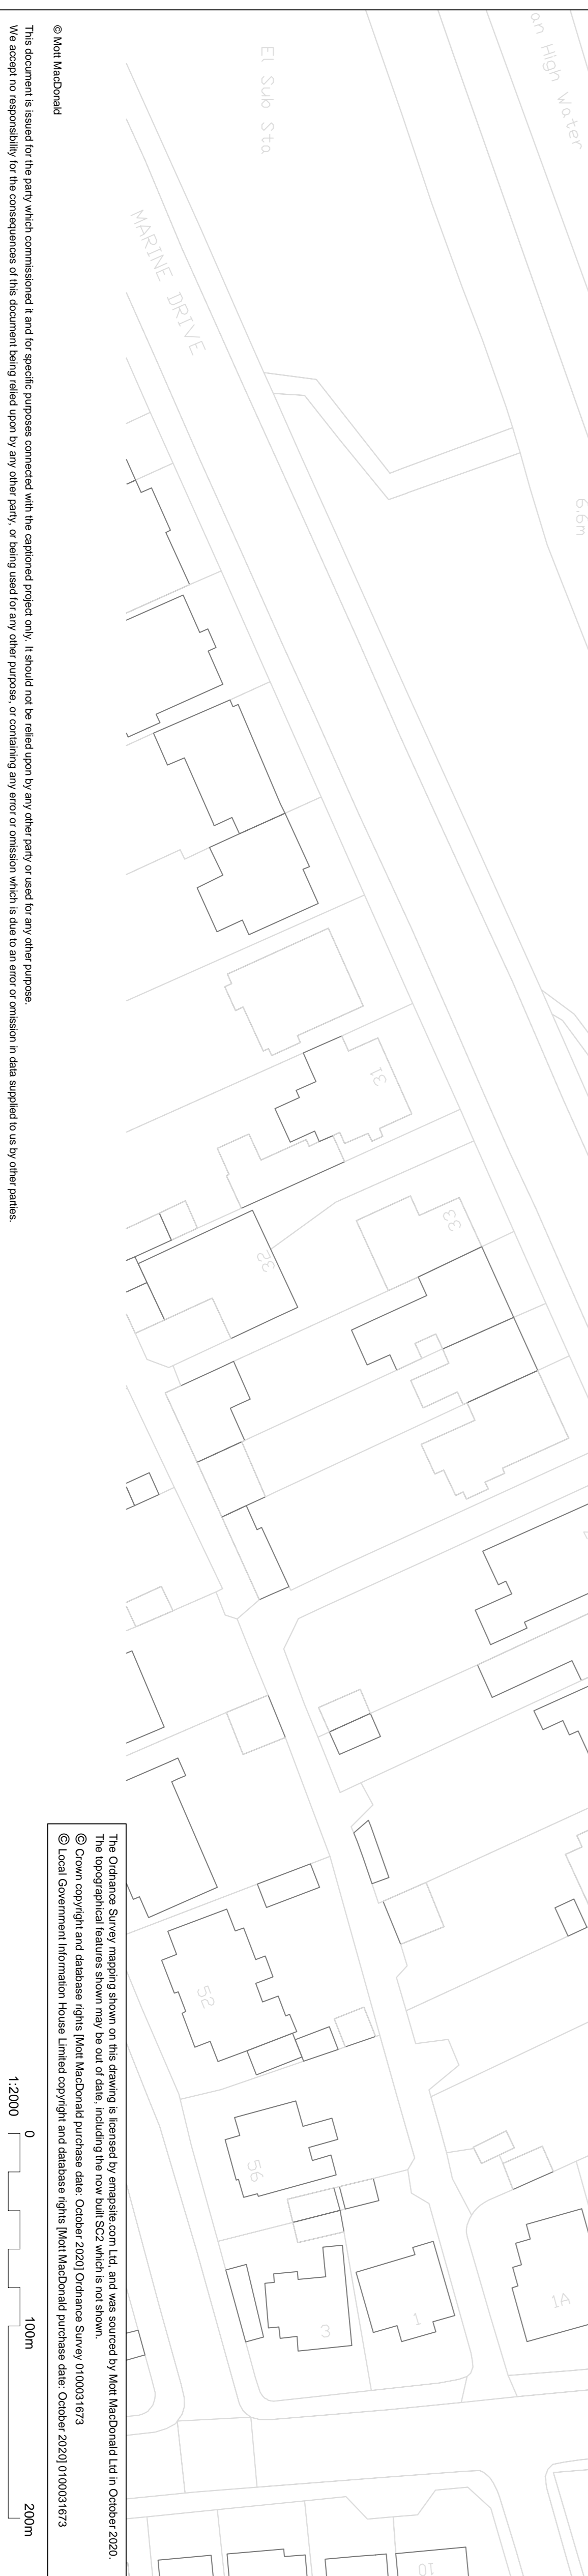 an High Water
El Sub Sta
MARINE DRIVE
6.6m
31
33
32
52
56
3
1
1A
10
The Ordnance Survey mapping shown on this drawing is licensed by emapsite.com Ltd, and was sourced by Mott MacDonald Ltd in October 2020.
The topographical features shown may be out of date, including the now built SC2 which is not shown.
© Crown copyright and database rights [Mott MacDonald purchase date: October 2020] Ordnance Survey 0100031673
© Local Government Information House Limited copyright and database rights [Mott MacDonald purchase date: October 2020] 0100031673
© Mott MacDonald
This document is issued for the party which commissioned it and for specific purposes connected with the captioned project only. It should not be relied upon by any other party or used for any other purpose.
We accept no responsibility for the consequences of this document being relied upon by any other party, or being used for any other purpose, or containing any error or omission which is due to an error or omission in data supplied to us by other parties.
0 100m 200m
1:2000